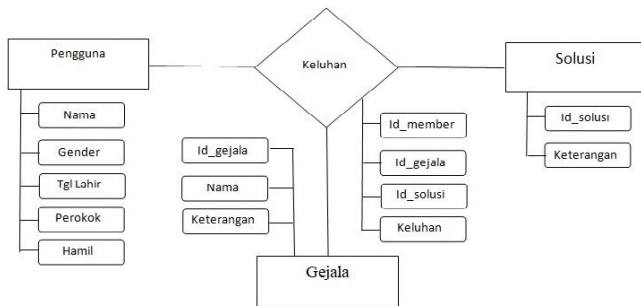 Pengguna
Keluhan
Solusi
Nama
Gender
Tgl Lahir
Perokok
Hamil
Id_gejala
Nama
Keterangan
Id_member
Id_gejala
Id_solusi
Keluhan
Id_solusi
Keterangan
Gejala